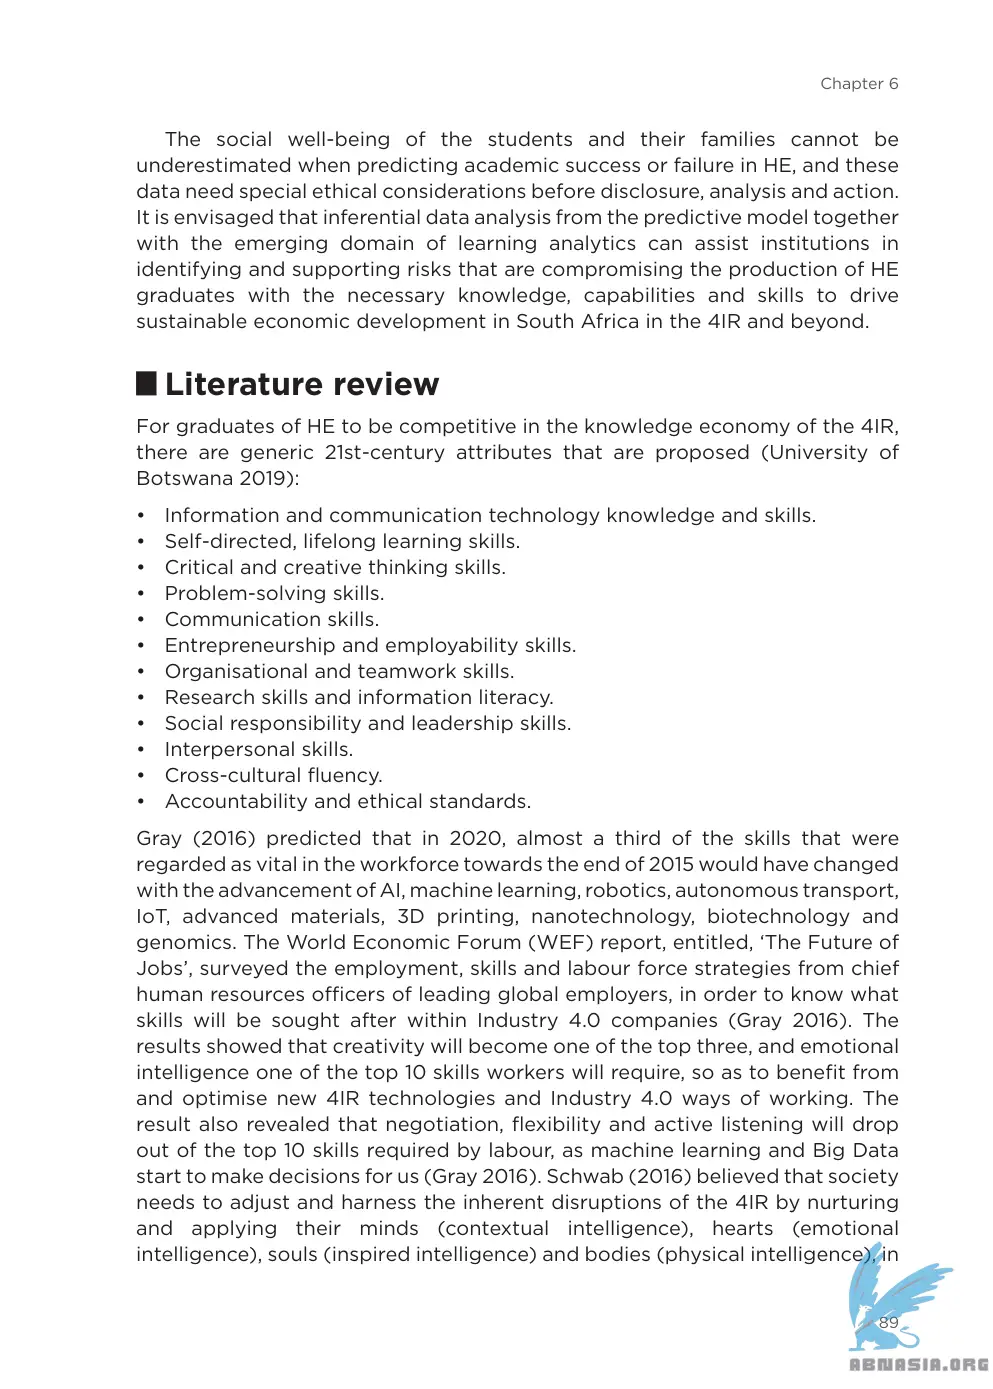 Chapter 6
The social well-being of the students and their families cannot be
underestimated when predicting academic success or failure in HE, and these
data need special ethical considerations before disclosure, analysis and action.
It is envisaged that inferential data analysis from the predictive model together
with the emerging domain of learning analytics can assist institutions in
identifying and supporting risks that are compromising the production of HE
graduates with the necessary knowledge, capabilities and skills to drive
sustainable economic development in South Africa in the 4IR and beyond.
Literature review
For graduates of HE to be competitive in the knowledge economy of the 4IR,
there are generic 21st-century attributes that are proposed (University of
Botswana 2019):
• Information and communication technology knowledge and skills.
• Self-directed, lifelong learning skills.
• Critical and creative thinking skills.
• Problem-solving skills.
• Communication skills.
• Entrepreneurship and employability skills.
• Organisational and teamwork skills.
• Research skills and information literacy.
• Social responsibility and leadership skills.
• Interpersonal skills.
• Cross-cultural fluency.
• Accountability and ethical standards.
Gray (2016) predicted that in 2020, almost a third of the skills that were
regarded as vital in the workforce towards the end of 2015 would have changed
with the advancement of AI, machine learning, robotics, autonomous transport,
IoT, advanced materials, 3D printing, nanotechnology, biotechnology and
genomics. The World Economic Forum (WEF) report, entitled, ‘The Future of
Jobs’, surveyed the employment, skills and labour force strategies from chief
human resources officers of leading global employers, in order to know what
skills will be sought after within Industry 4.0 companies (Gray 2016). The
results showed that creativity will become one of the top three, and emotional
intelligence one of the top 10 skills workers will require, so as to benefit from
and optimise new 4IR technologies and Industry 4.0 ways of working. The
result also revealed that negotiation, flexibility and active listening will drop
out of the top 10 skills required by labour, as machine learning and Big Data
start to make decisions for us (Gray 2016). Schwab (2016) believed that society
needs to adjust and harness the inherent disruptions of the 4IR by nurturing
and applying their minds (contextual intelligence), hearts (emotional
intelligence), souls (inspired intelligence) and bodies (physical intelligence), in
89
ABNASIA.ORG